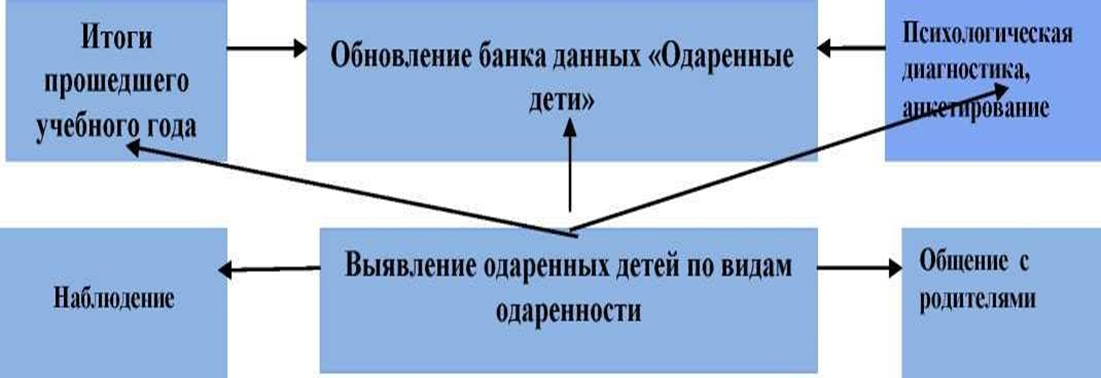 Итоги
прошедшего
учебного года
Обновление банка данных «Одаренные
дети»
Психологическая
диагностика,
анкетирование
Наблюдение
Выявление одаренных детей по видам
одаренности
Общение с
родителями